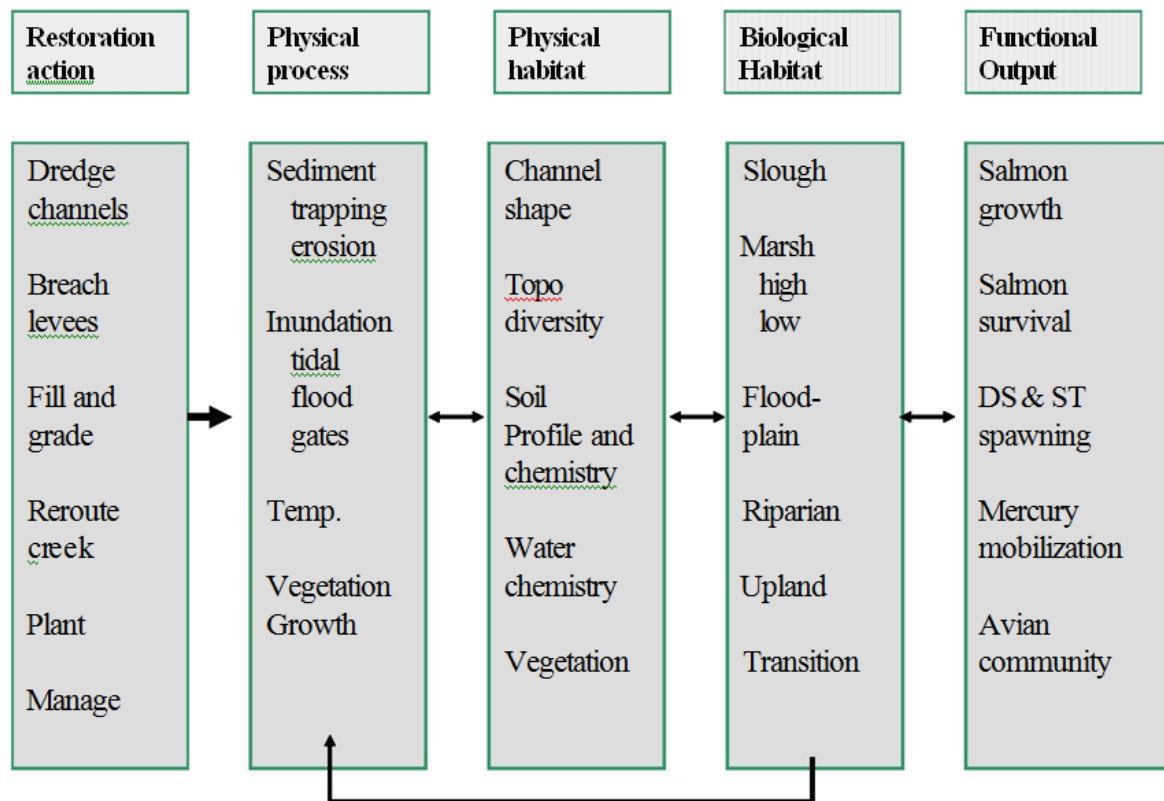 Restoration
action
Physical
process
Physical
habitat
Biological
Habitat
Functional
Output
Dredge
channels
Breach
levees
Fill and
grade
Reroute
creek
Plant
Manage
Sediment
trapping
erosion
Inundation
tidal
flood
gates
Temp.
Vegetation
Growth
Channel
shape
Topo
diversity
Soil
Profile and
chemistry
Water
chemistry
Vegetation
Slough
Marsh
high
low
Flood-
plain
Riparian
Upland
Transition
Salmon
growth
Salmon
survival
DS & ST
spawning
Mercury
mobilization
Avian
community